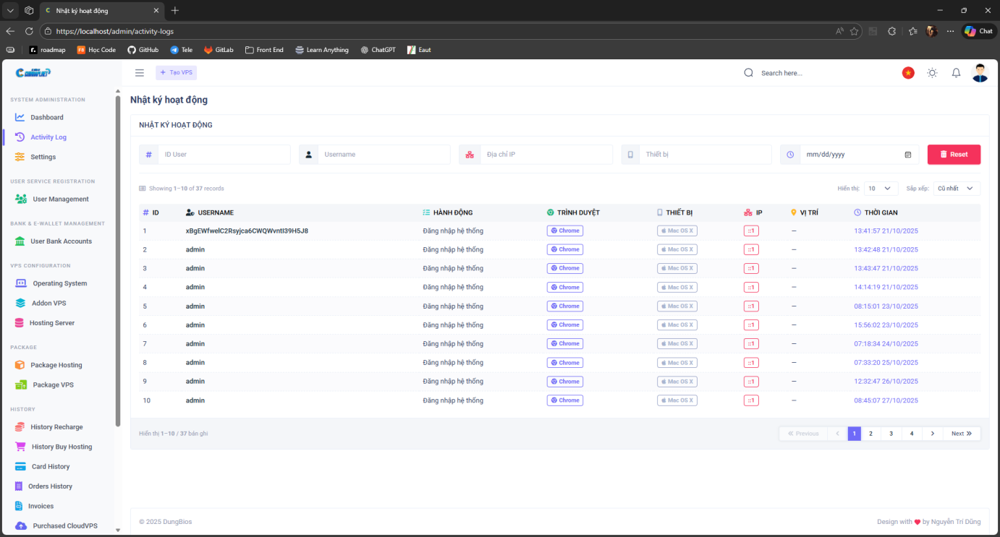 Nhật ký hoạt động
https://localhost/admin/activity-logs
Chat
roadmap
Học Code
GitHub
Tele
GitLab
Front End
Learn Anything
ChatGPT
Eaut
+ Tạo VPS
Search here...
SYSTEM ADMINISTRATION
Dashboard
Activity Log
Settings
USER SERVICE REGISTRATION
User Management
BANK & E-WALLET MANAGEMENT
User Bank Accounts
VPS CONFIGURATION
Operating System
Addon VPS
Hosting Server
PACKAGE
Package Hosting
Package VPS
HISTORY
History Recharge
History Buy Hosting
Card History
Orders History
Invoices
Purchased CloudVPS
Nhật ký hoạt động
NHẬT KÝ HOẠT ĐỘNG
# ID User
Username
Địa chỉ IP
Thiết bị
mm/dd/yyyy
Reset
Showing 1–10 of 37 records
Hiển thị: 10
Sắp xếp: Cũ nhất
# ID USERNAME HÀNH ĐỘNG TRÌNH DUYỆT THIẾT BỊ IP VỊ TRÍ THỜI GIAN
1 xBgEWfwelC2Rsyjca6CWQWvntI39H5J8 Đăng nhập hệ thống Chrome Mac OS X ::1 – 13:41:57 21/10/2025
2 admin Đăng nhập hệ thống Chrome Mac OS X ::1 – 13:42:48 21/10/2025
3 admin Đăng nhập hệ thống Chrome Mac OS X ::1 – 13:43:47 21/10/2025
4 admin Đăng nhập hệ thống Chrome Mac OS X ::1 – 14:14:19 21/10/2025
5 admin Đăng nhập hệ thống Chrome Mac OS X ::1 – 08:15:01 23/10/2025
6 admin Đăng nhập hệ thống Chrome Mac OS X ::1 – 15:56:02 23/10/2025
7 admin Đăng nhập hệ thống Chrome Mac OS X ::1 – 07:18:34 24/10/2025
8 admin Đăng nhập hệ thống Chrome Mac OS X ::1 – 07:33:20 25/10/2025
9 admin Đăng nhập hệ thống Chrome Mac OS X ::1 – 12:32:47 26/10/2025
10 admin Đăng nhập hệ thống Chrome Mac OS X ::1 – 08:45:07 27/10/2025
Hiển thị 1–10 / 37 bản ghi
Previous 1 2 3 4 Next
© 2025 DungBios
Design with ❤ by Nguyễn Trí Dũng